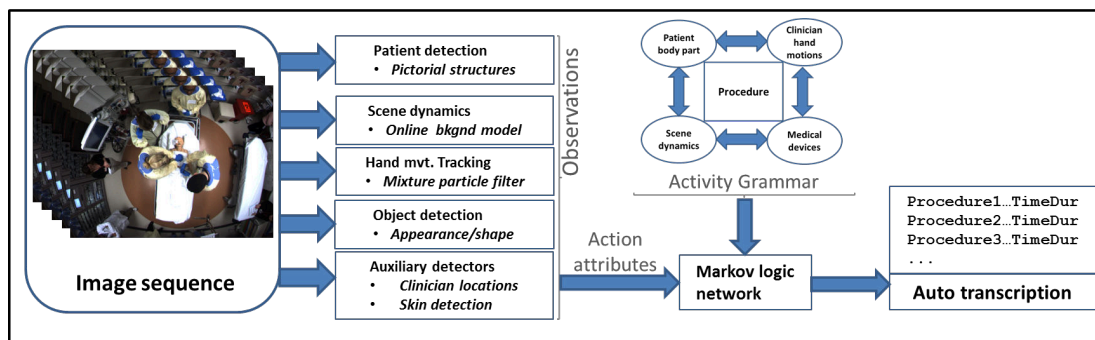 Image sequence
Patient detection
• Pictorial structures
Scene dynamics
• Online bkgnd model
Hand mvt. Tracking
• Mixture particle filter
Object detection
• Appearance/shape
Auxiliary detectors
• Clinician locations
• Skin detection
Observations
Action
attributes
Patient
body part
Clinician
hand
motions
Procedure
Scene
dynamics
Medical
devices
Activity Grammar
Markov logic
network
Procedure1…TimeDur
Procedure2…TimeDur
Procedure3…TimeDur
...
Auto transcription